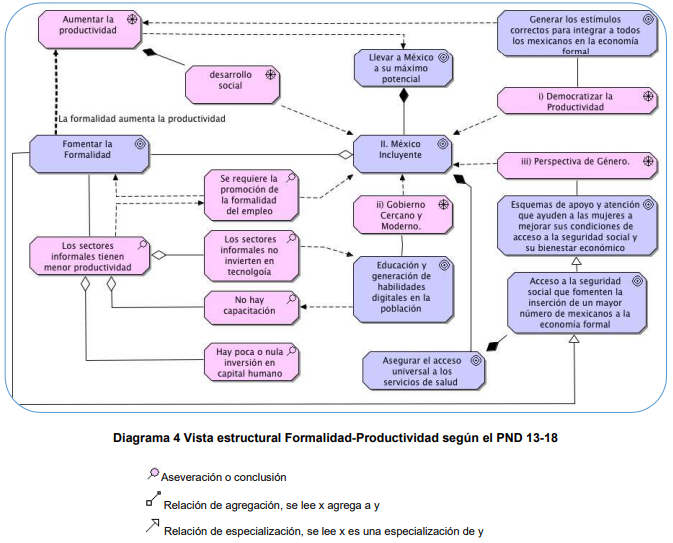 Aumentar la
productividad
Generar los estímulos
correctos para integrar a todos
los mexicanos en la economía
formal
Llevar a México
a su máximo
potencial
desarrollo
social
i) Democratizar la
Productividad
La formalidad aumenta la productividad
Fomentar la
Formalidad
II. México
Incluyente
iii) Perspectiva de Género.
Se requiere la
promoción de
la formalidad
del empleo
ii) Gobierno
Cercano y
Moderno.
Esquemas de apoyo y atención
que ayuden a las mujeres a
mejorar sus condiciones de
acceso a la seguridad social y
su bienestar económico
Los sectores
informales tienen
menor productividad
Los sectores
informales no
invierten en
tecnolgoía
Educación y
generación de
habilidades
digitales en la
población
Acceso a la seguridad
social que fomenten la
inserción de un mayor
número de mexicanos a la
economía formal
No hay
capacitación
Hay poca o nula
inversión en
capital humano
Asegurar el acceso
universal a los
servicios de salud
Diagrama 4 Vista estructural Formalidad-Productividad según el PND 13-18
Aseveración o conclusión
Relación de agregación, se lee x agrega a y
Relación de especialización, se lee x es una especialización de y